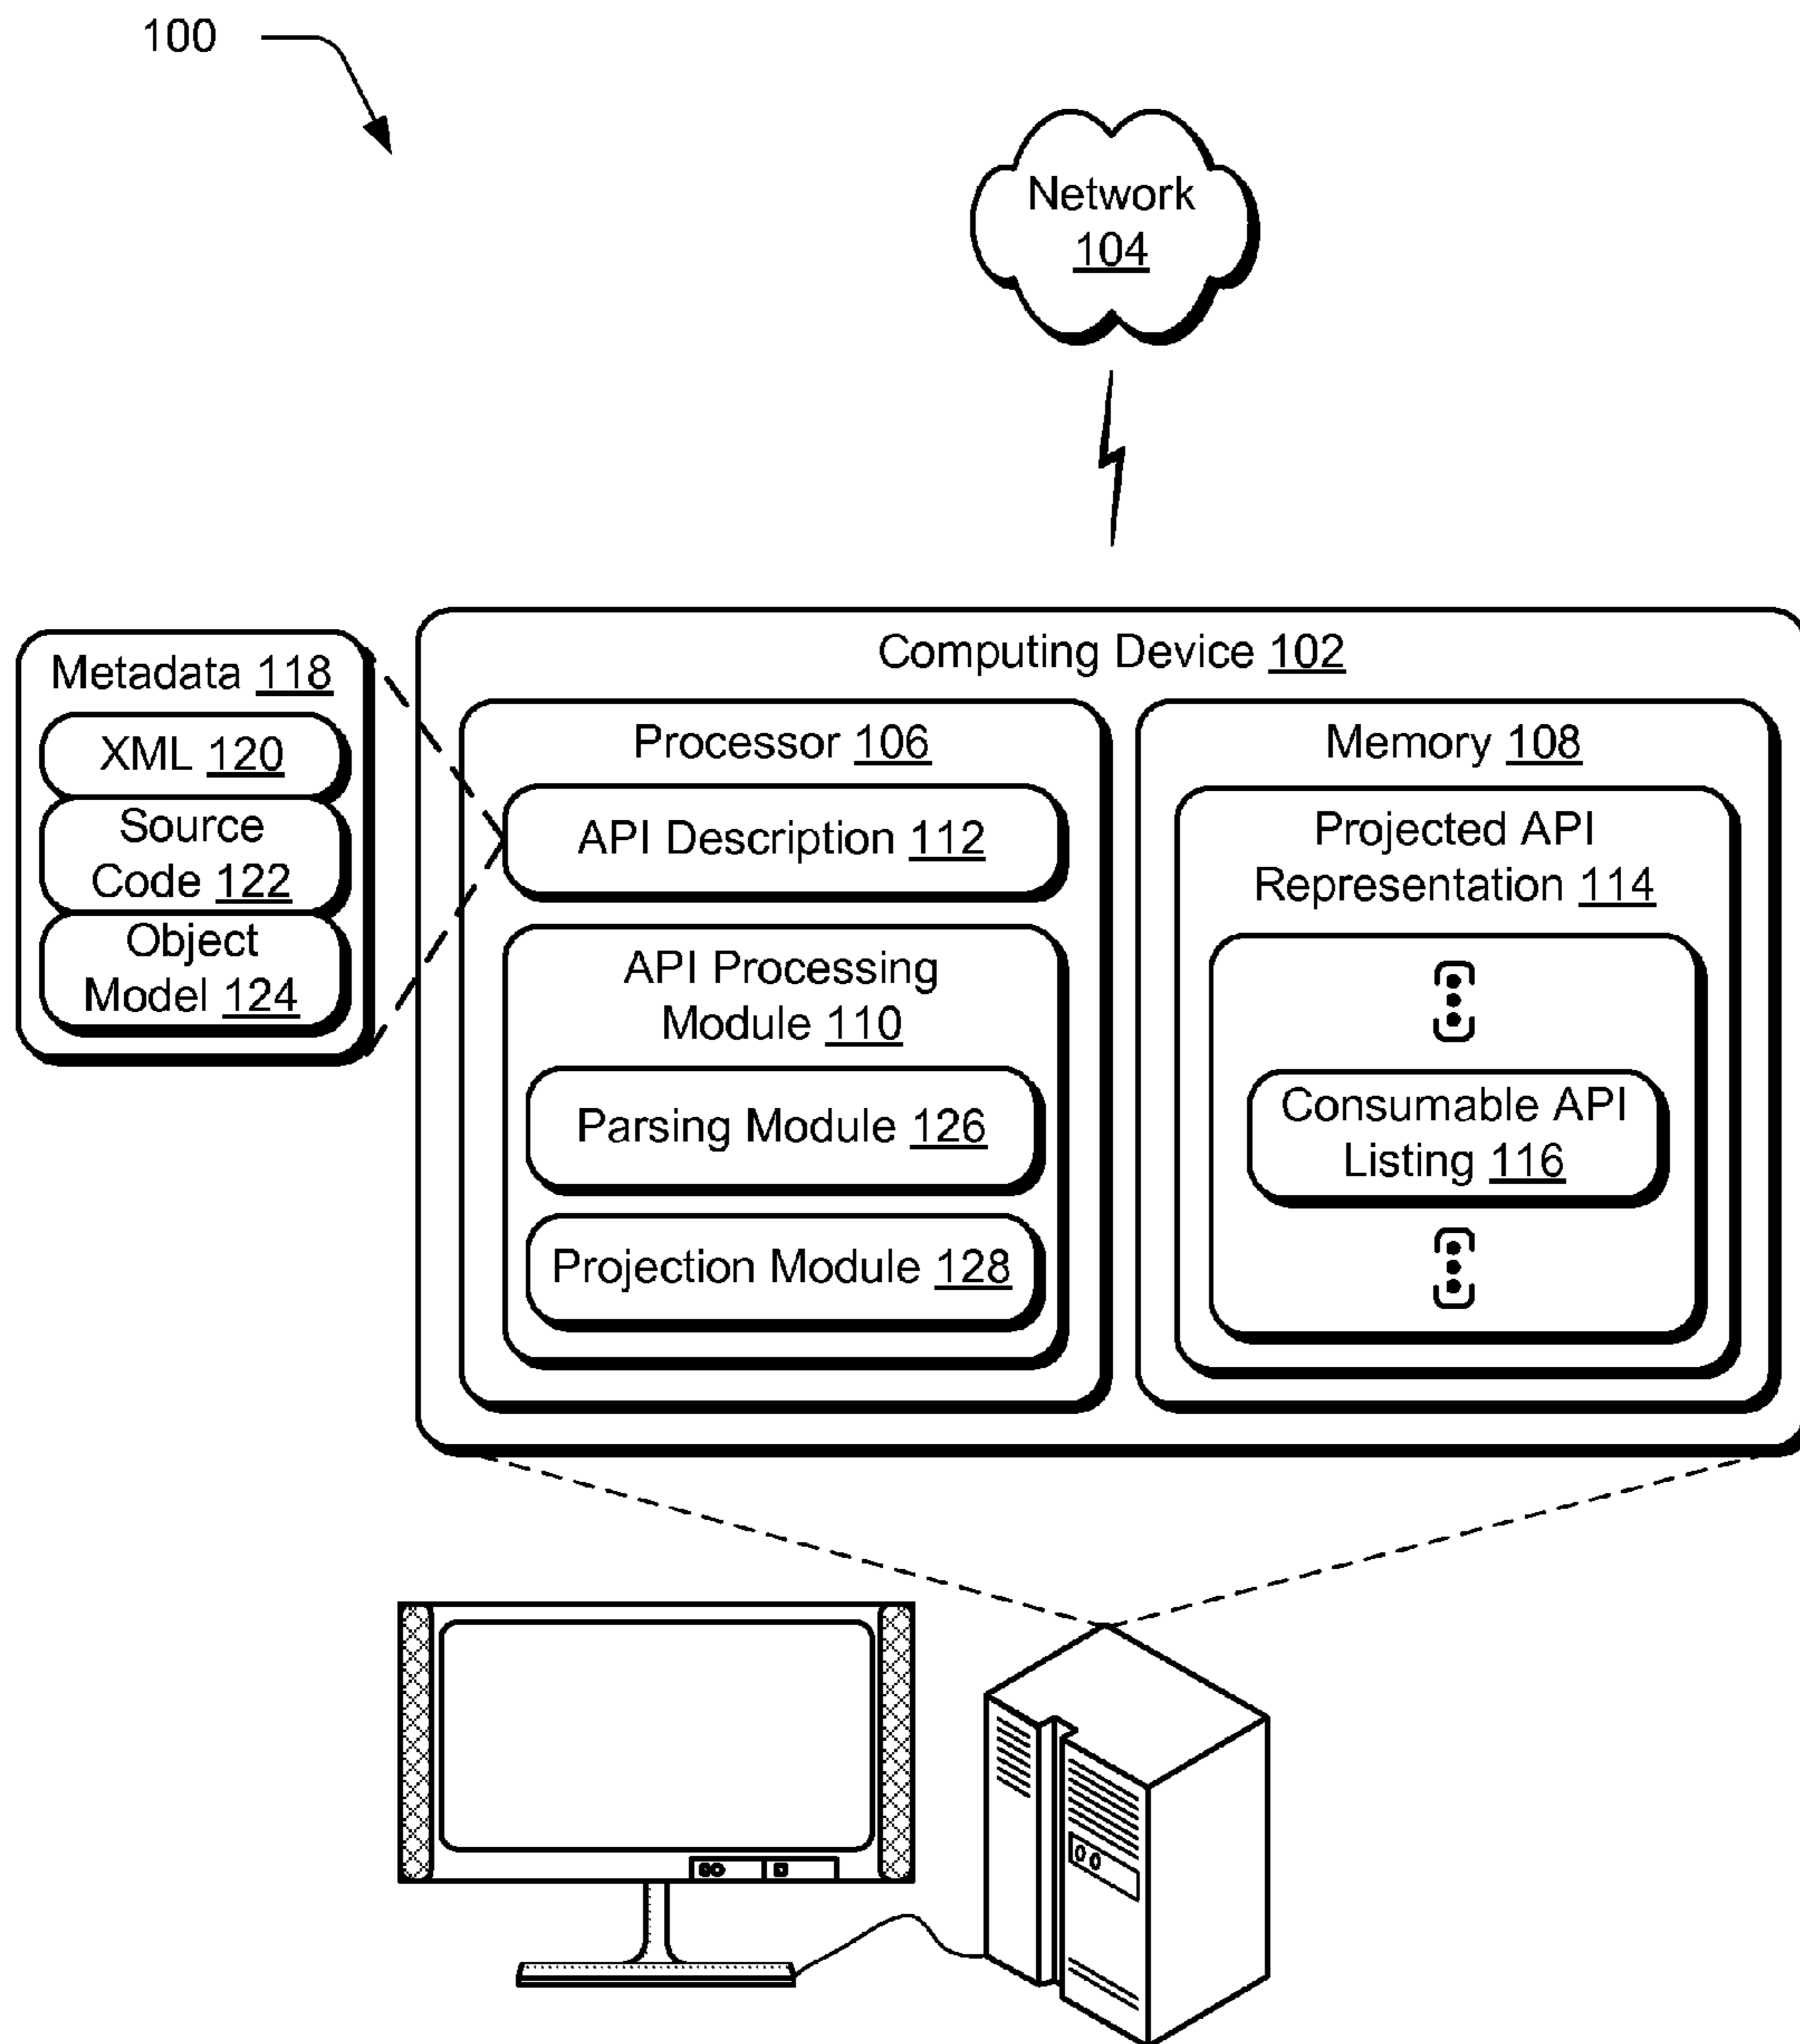 100
Network
104
Computing Device 102
Metadata 118
XML 120
Source
Code 122
Object
Model 124
Processor 106
API Description 112
API Processing
Module 110
Parsing Module 126
Projection Module 128
Memory 108
Projected API
Representation 114
Consumable API
Listing 116